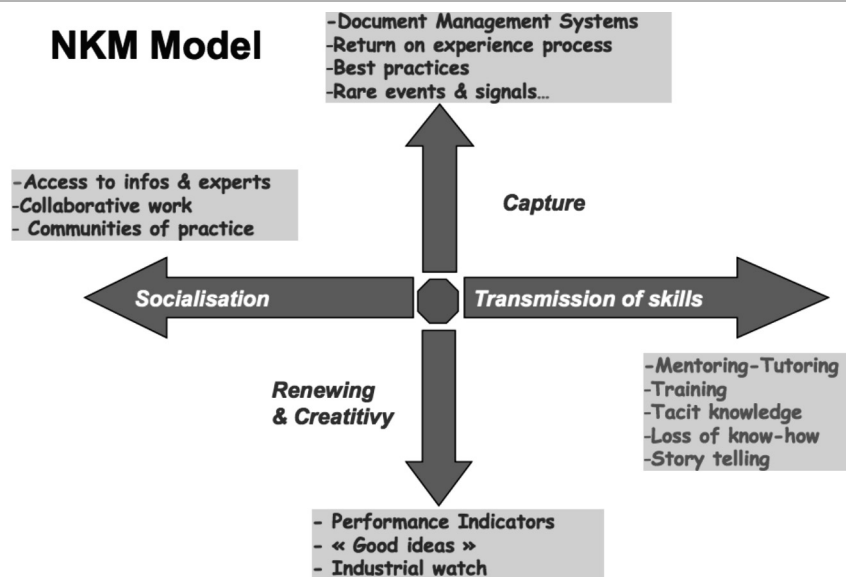 NKM Model
-Document Management Systems
-Return on experience process
-Best practices
-Rare events & signals...
-Access to infos & experts
-Collaborative work
- Communities of practice
Capture
Socialisation
Transmission of skills
Renewing
& Creatitivy
-Mentoring-Tutoring
-Training
-Tacit knowledge
-Loss of know-how
-Story telling
- Performance Indicators
- « Good ideas »
- Industrial watch